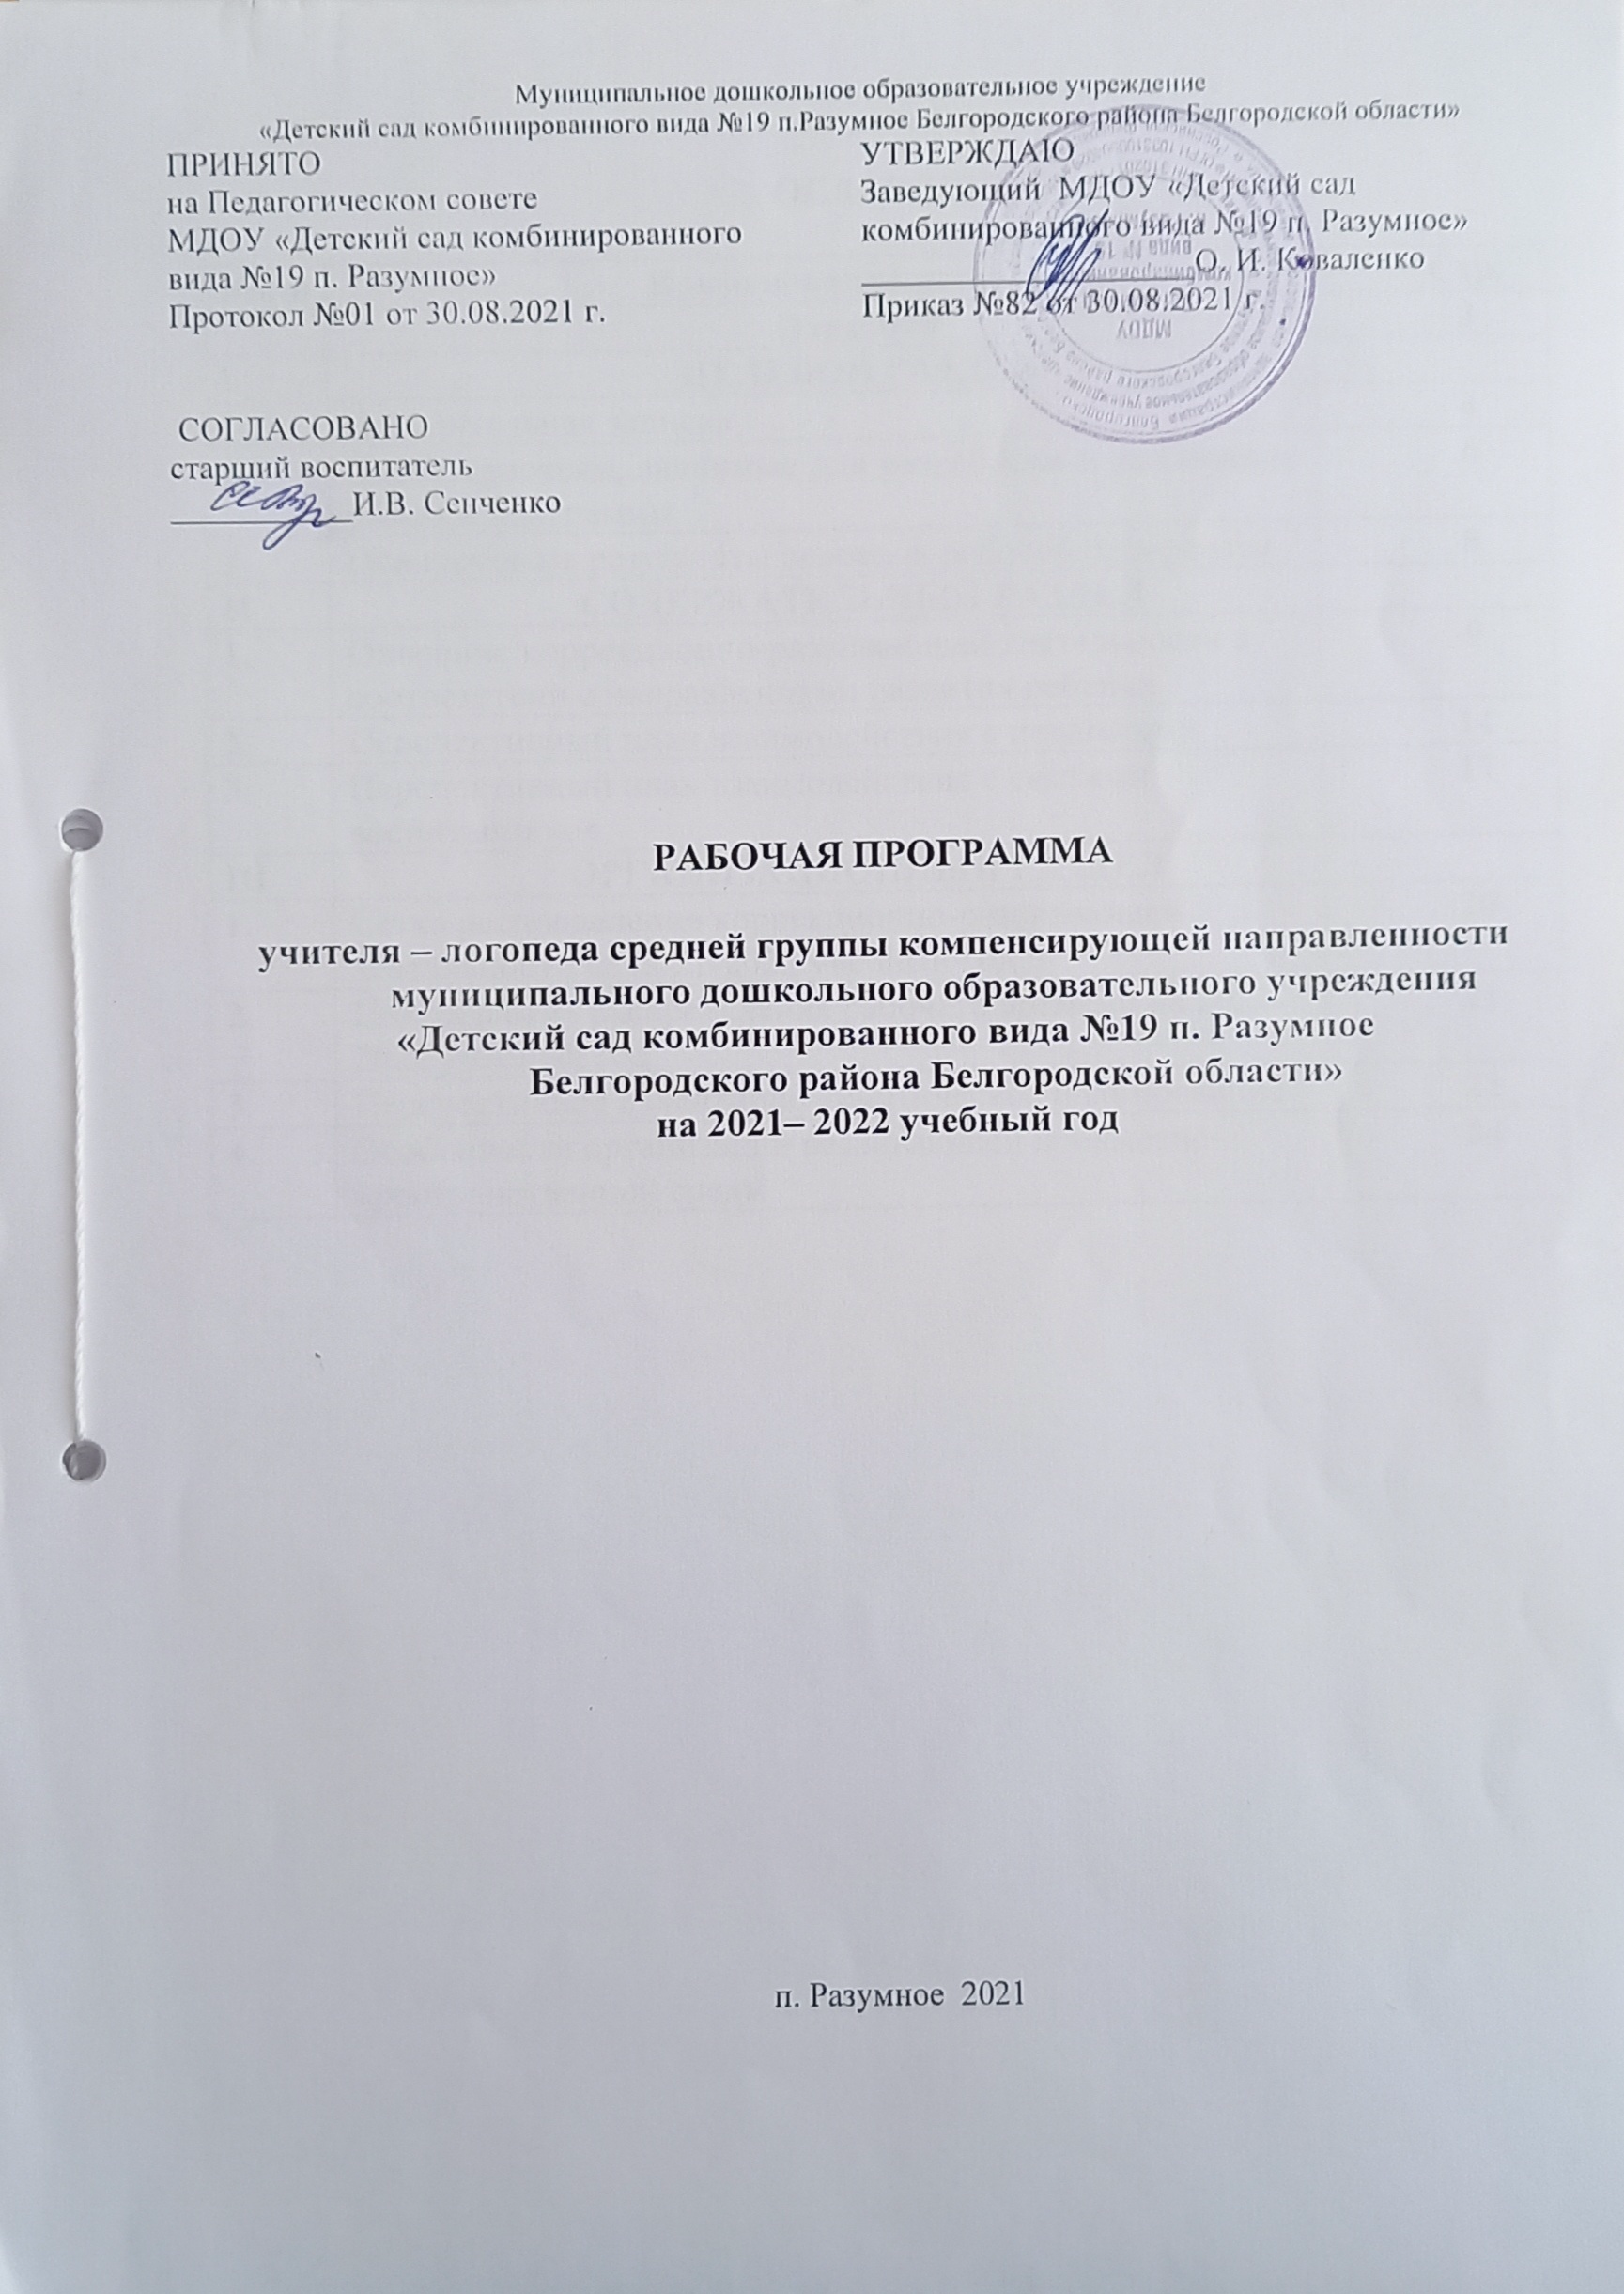 Муниципальное дошкольное образовательное учреждение
«Детский сад комбинированного вида №19 п.Разумное Белгородского района Белгородской области»
ПРИНЯТО
на Педагогическом совете
МДОУ «Детский сад комбинированного
вида №19 п. Разумное»
Протокол №01 от 30.08.2021 г.
УТВЕРЖДАЮ
Заведующий МДОУ «Детский сад
комбинированного вида №19 п. Разумное»
О. И. Коваленко
Приказ №82 от 30.08.2021 г.
МДОУ
СОГЛАСОВАНО
старший воспитатель
И.В. Сенченко
РАБОЧАЯ ПРОГРАММА
учителя – логопеда средней группы компенсирующей направленности
муниципального дошкольного образовательного учреждения
«Детский сад комбинированного вида №19 п. Разумное
Белгородского района Белгородской области»
на 2021– 2022 учебный год
п. Разумное 2021